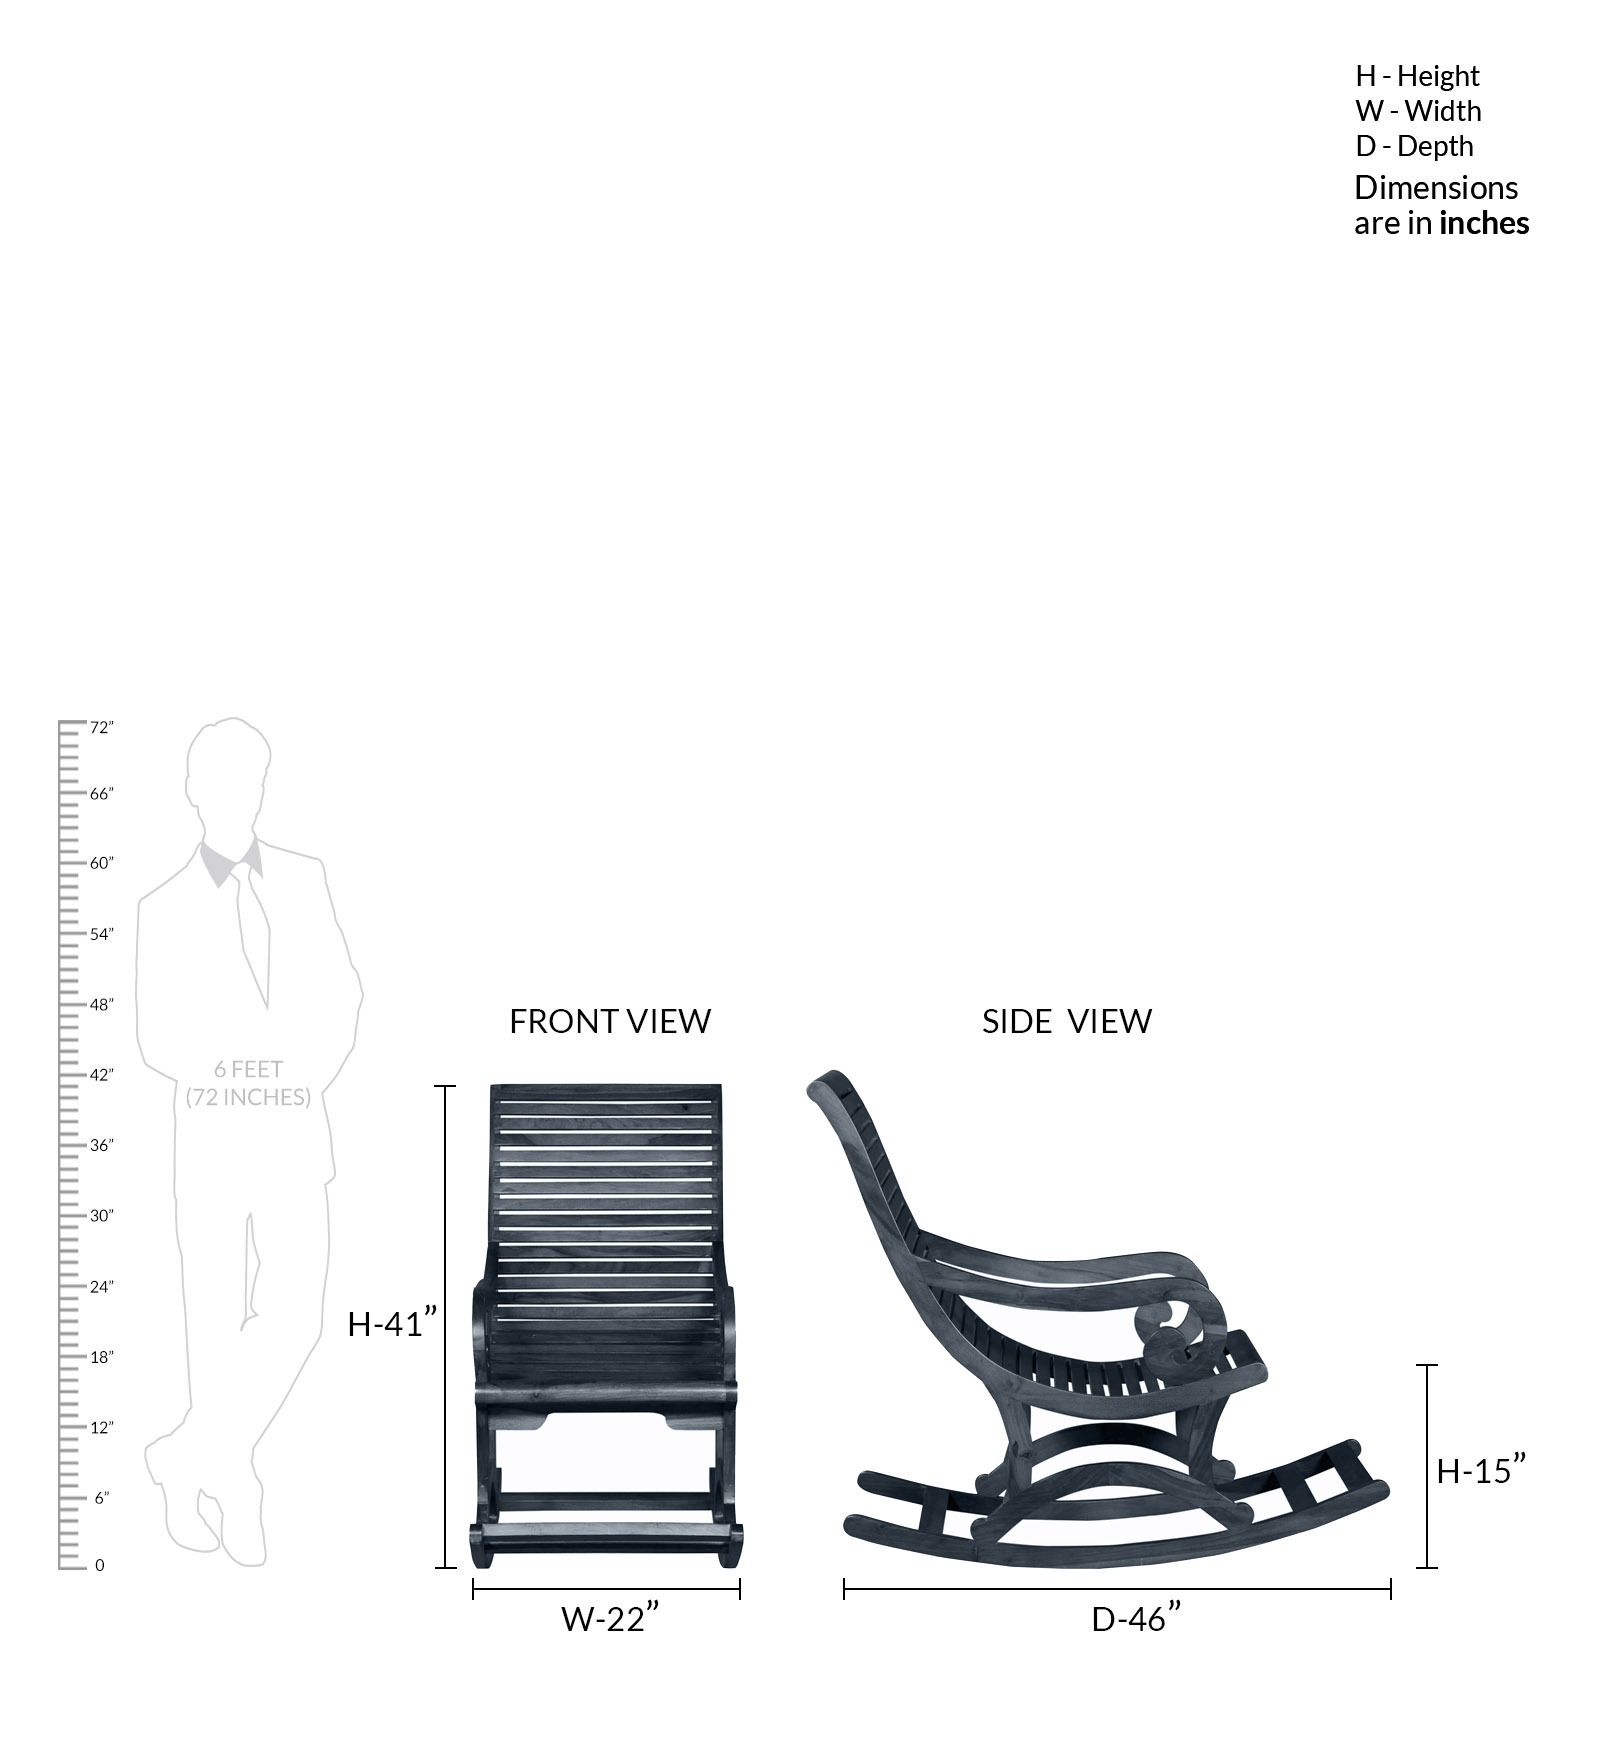 H - Height
W - Width
D - Depth
Dimensions
are in inches
72”
66”
60”
54”
48”
42”
36”
30”
24”
18”
12”
6”
0
6 FEET
(72 INCHES)
FRONT VIEW
SIDE VIEW
H-41”
H-15”
W-22”
D-46”